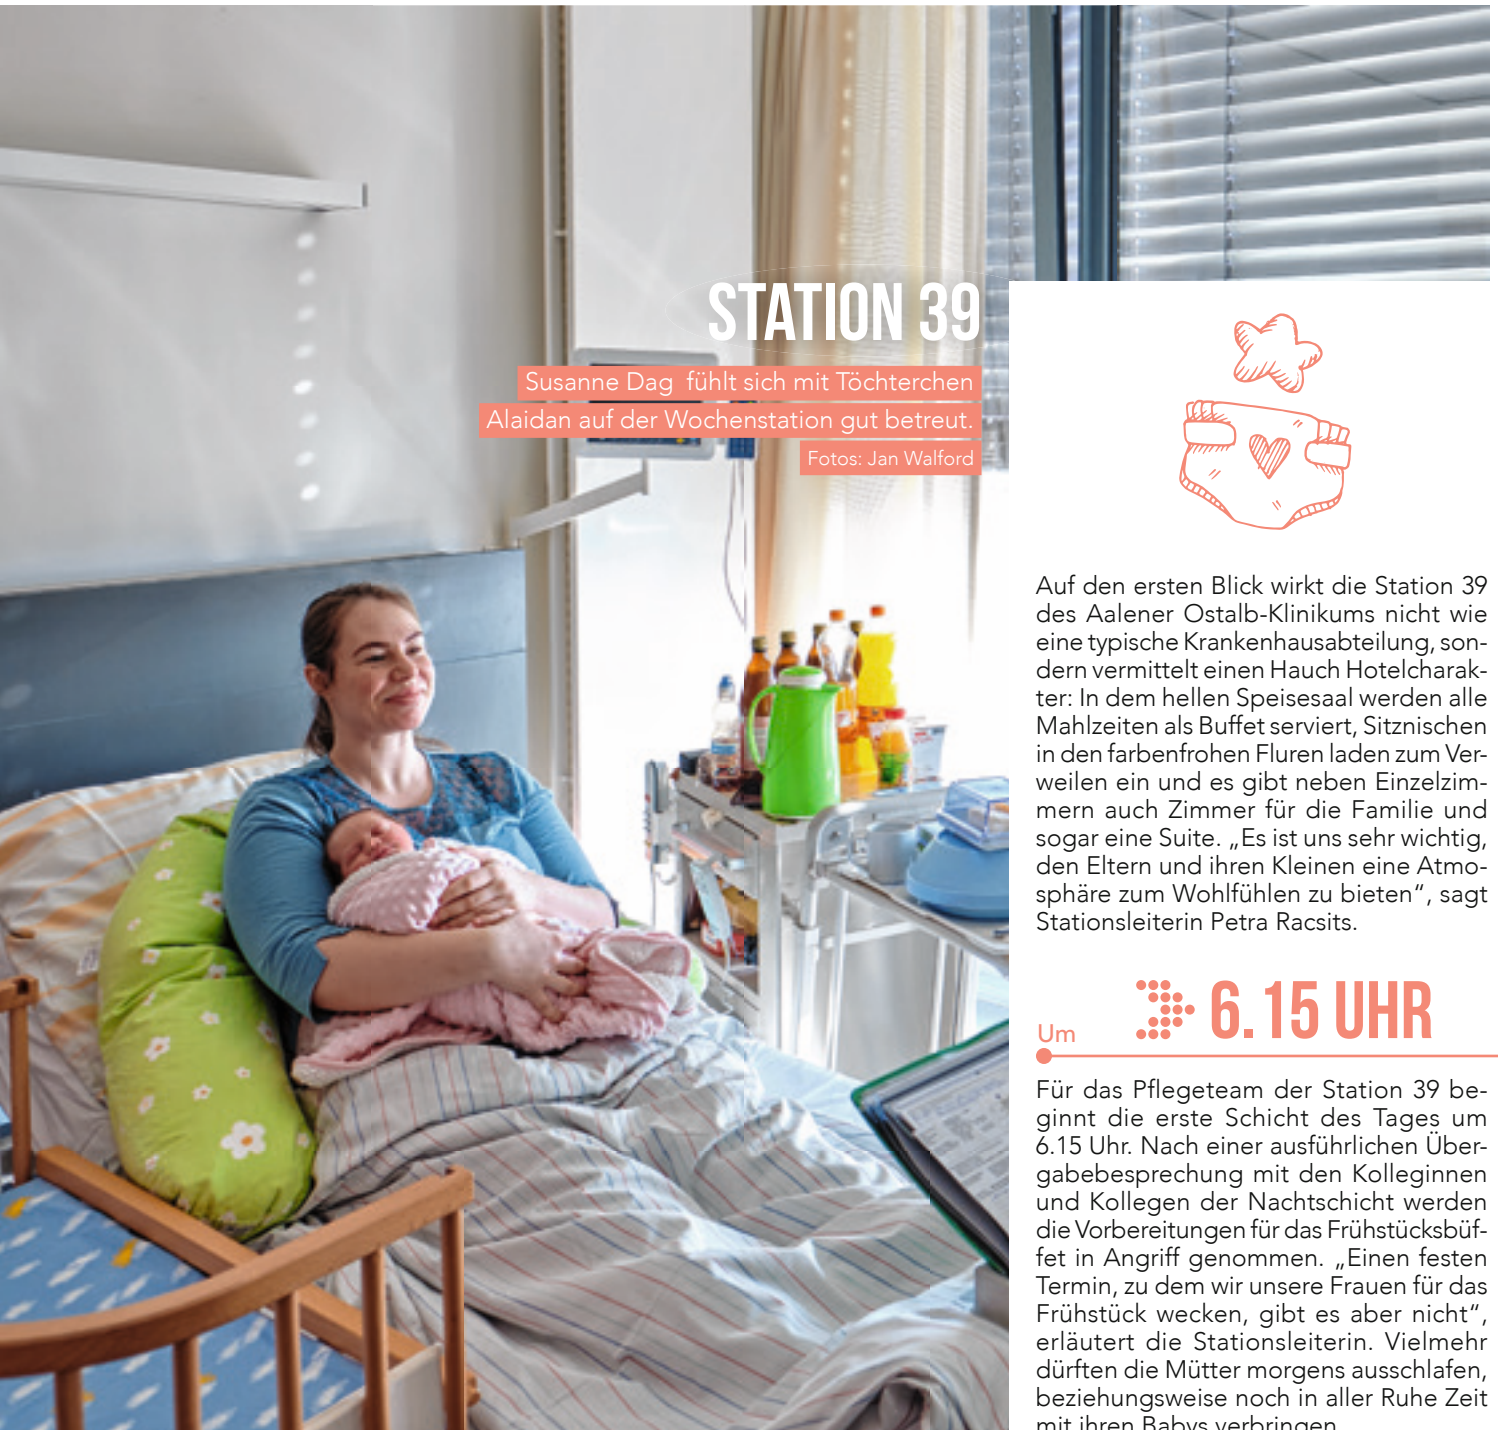 STATION 39
Susanne Dag fühlt sich mit Töchterchen
Alaidan auf der Wochenstation gut betreut.
Fotos: Jan Walford
Auf den ersten Blick wirkt die Station 39
des Aalener Ostalb-Klinikums nicht wie
eine typische Krankenhausabteilung, son-
dern vermittelt einen Hauch Hotelcharak-
ter: In dem hellen Speisesaal werden alle
Mahlzeiten als Buffet serviert, Sitznischen
in den farbenfrohen Fluren laden zum Ver-
weilen ein und es gibt neben Einzelzim-
mern auch Zimmer für die Familie und
sogar eine Suite. „Es ist uns sehr wichtig,
den Eltern und ihren Kleinen eine Atmo-
sphäre zum Wohlfühlen zu bieten“, sagt
Stationsleiterin Petra Racsits.
Um 6.15 UHR
Für das Pflegeteam der Station 39 be-
ginnt die erste Schicht des Tages um
6.15 Uhr. Nach einer ausführlichen Über-
gabebesprechung mit den Kolleginnen
und Kollegen der Nachtschicht werden
die Vorbereitungen für das Frühstücksbüf-
fet in Angriff genommen. „Einen festen
Termin, zu dem wir unsere Frauen für das
Frühstück wecken, gibt es aber nicht“,
erläutert die Stationsleiterin. Vielmehr
dürften die Mütter morgens ausschlafen,
beziehungsweise noch in aller Ruhe Zeit
mit ihren Babys verbringen.